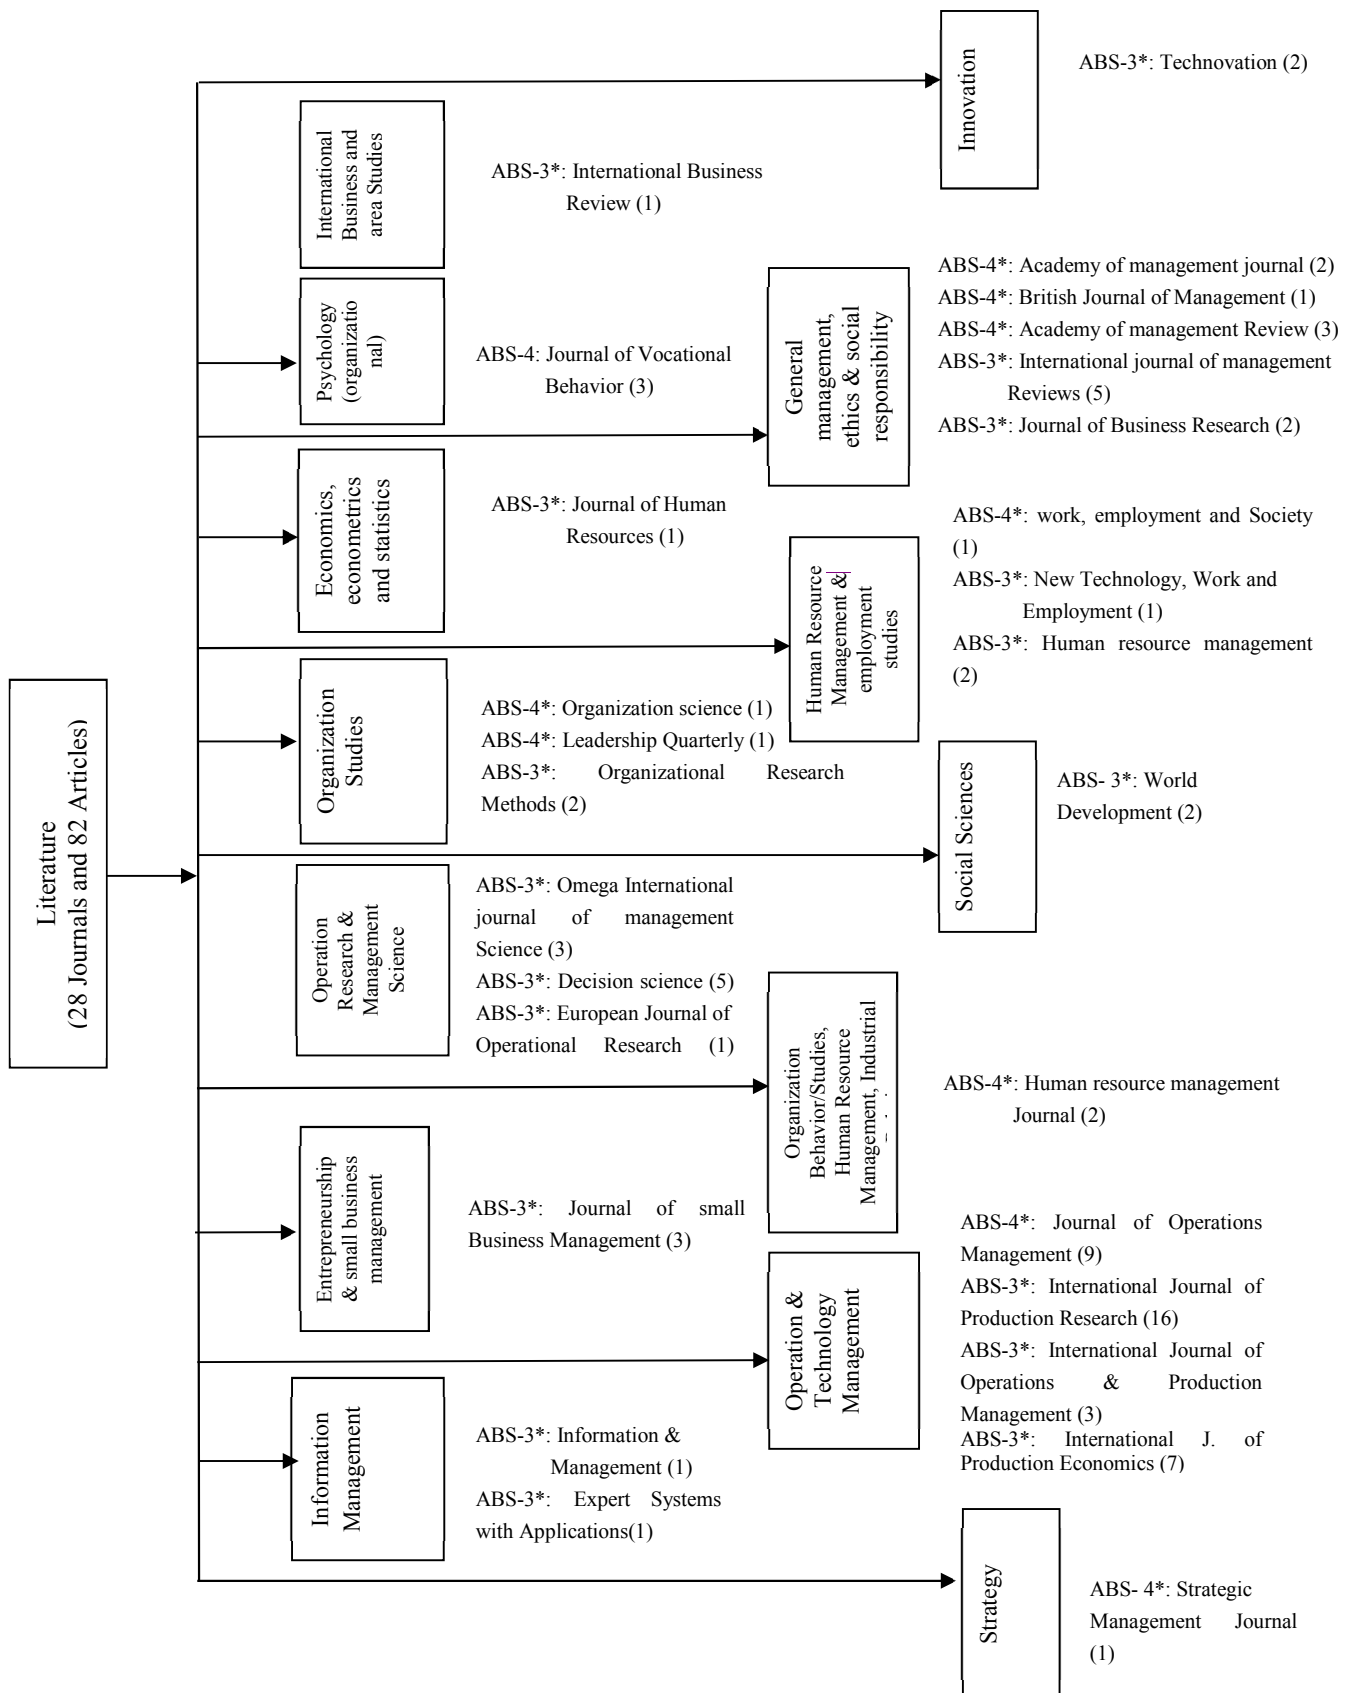 Literature
(28 Journals and 82 Articles)
Innovation
ABS-3*: Technovation (2)
International
Business and
area Studies
ABS-3*: International Business
Review (1)
Psychology
(organizatio
nal)
ABS-4: Journal of Vocational
Behavior (3)
General
management,
ethics & social
responsibility
ABS-4*: Academy of management journal (2)
ABS-4*: British Journal of Management (1)
ABS-4*: Academy of management Review (3)
ABS-3*: International journal of management
Reviews (5)
ABS-3*: Journal of Business Research (2)
Economics,
econometrics
and statistics
ABS-3*: Journal of Human
Resources (1)
Human Resource
Management &
employment
studies
ABS-4*: work, employment and Society
(1)
ABS-3*: New Technology, Work and
Employment (1)
ABS-3*: Human resource management
(2)
Organization
Studies
ABS-4*: Organization science (1)
ABS-4*: Leadership Quarterly (1)
ABS-3*: Organizational Research
Methods (2)
Social Sciences
ABS- 3*: World
Development (2)
Operation
Research &
Management
Science
ABS-3*: Omega International
journal of management
Science (3)
ABS-3*: Decision science (5)
ABS-3*: European Journal of
Operational Research (1)
Organization
Behavior/Studies,
Human Resource
Management, Industrial
ABS-4*: Human resource management
Journal (2)
Entrepreneurship
& small business
management
ABS-3*: Journal of small
Business Management (3)
Operation &
Technology
Management
ABS-4*: Journal of Operations
Management (9)
ABS-3*: International Journal of
Production Research (16)
ABS-3*: International Journal of
Operations & Production
Management (3)
ABS-3*: International J. of
Production Economics (7)
Information
Management
ABS-3*: Information &
Management (1)
ABS-3*: Expert Systems
with Applications(1)
Strategy
ABS- 4*: Strategic
Management Journal
(1)